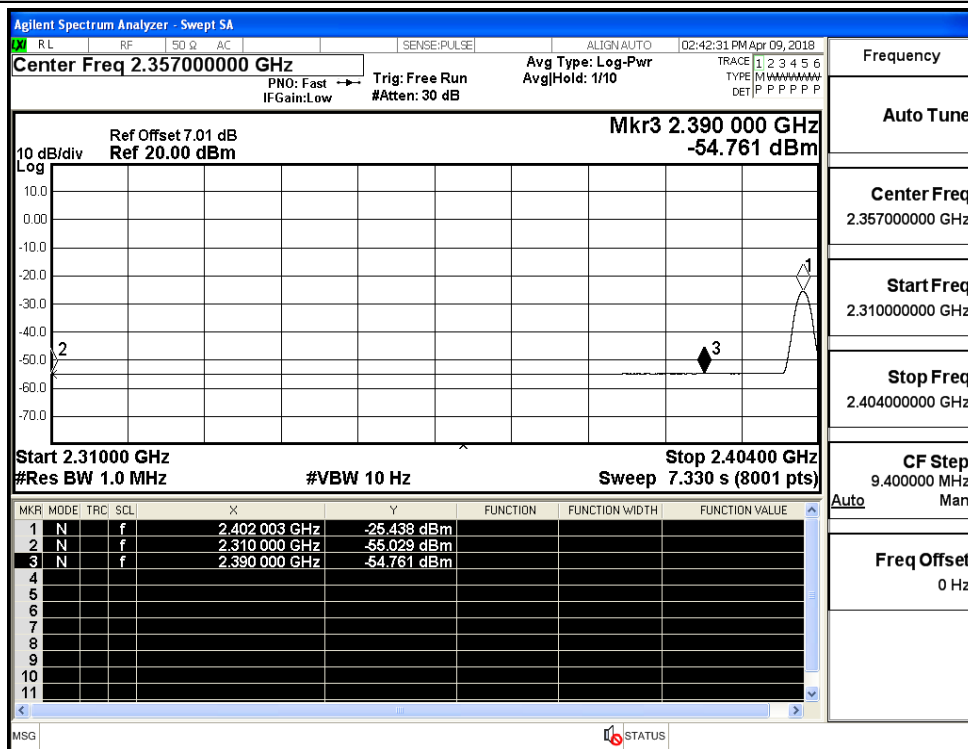 Agilent Spectrum Analyzer - Swept SA
LXI RL RF 50 Ω AC SENSE:PULSE ALIGN AUTO 02:42:31 PM Apr 09, 2018
Center Freq 2.357000000 GHz
PNO: Fast
IFGain:Low
Trig: Free Run
#Atten: 30 dB
Avg Type: Log-Pwr
Avg|Hold: 1/10
TRACE 1 2 3 4 5 6
TYPE M WWWWW
DET P P P P P P
Mkr3 2.390 000 GHz
-54.761 dBm
Ref Offset 7.01 dB
10 dB/div Ref 20.00 dBm
Log
10.0
0.00
-10.0
-20.0
-30.0
-40.0
-50.0
-60.0
-70.0
1
2
3
Start 2.31000 GHz Stop 2.40400 GHz
#Res BW 1.0 MHz #VBW 10 Hz Sweep 7.330 s (8001 pts)
MKR MODE TRC SCL X Y FUNCTION FUNCTION WIDTH FUNCTION VALUE
1 N f 2.402 003 GHz -25.438 dBm
2 N f 2.310 000 GHz -55.029 dBm
3 N f 2.390 000 GHz -54.761 dBm
4
5
6
7
8
9
10
11
MSG STATUS
Frequency
Auto Tune
Center Freq
2.357000000 GHz
Start Freq
2.310000000 GHz
Stop Freq
2.404000000 GHz
CF Step
9.400000 MHz
Auto Man
Freq Offset
0 Hz